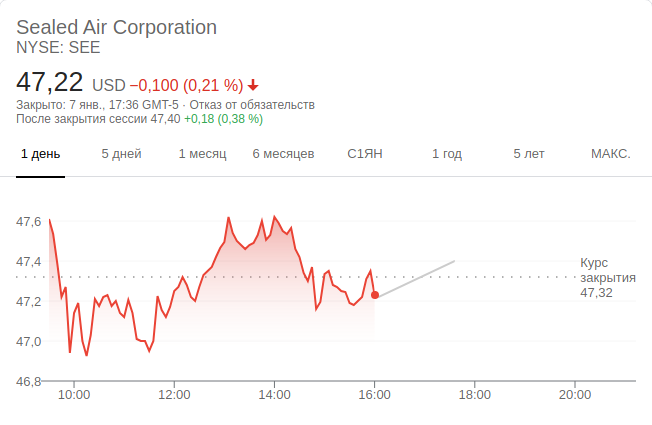 Sealed Air Corporation
NYSE: SEE
47,22 USD −0,100 (0,21 %)
Закрыто: 7 янв., 17:36 GMT-5 · Отказ от обязательств
После закрытия сессии 47,40 +0,18 (0,38 %)
1 день 5 дней 1 месяц 6 месяцев С1ЯН 1 год 5 лет МАКС.
47,6
47,4
47,2
47,0
46,8
Курс
закрытия
47,32
10:00 12:00 14:00 16:00 18:00 20:00